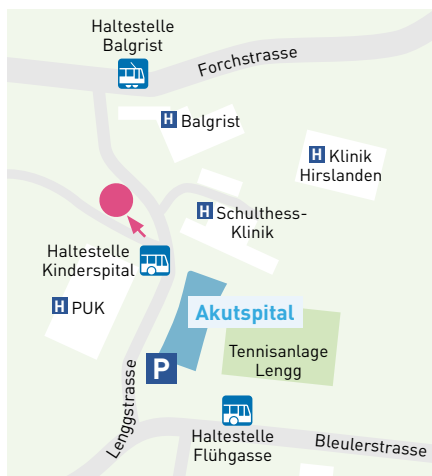 Haltestelle
Balgrist
Forchstrasse
H Balgrist
H Klinik
Hirslanden
H Schulthess-
Klinik
Haltestelle
Kinderspital
H PUK
Akutspital
Tennisanlage
Lengg
P
Lenggstrasse
Haltestelle
Flühgasse
Bleulerstrasse